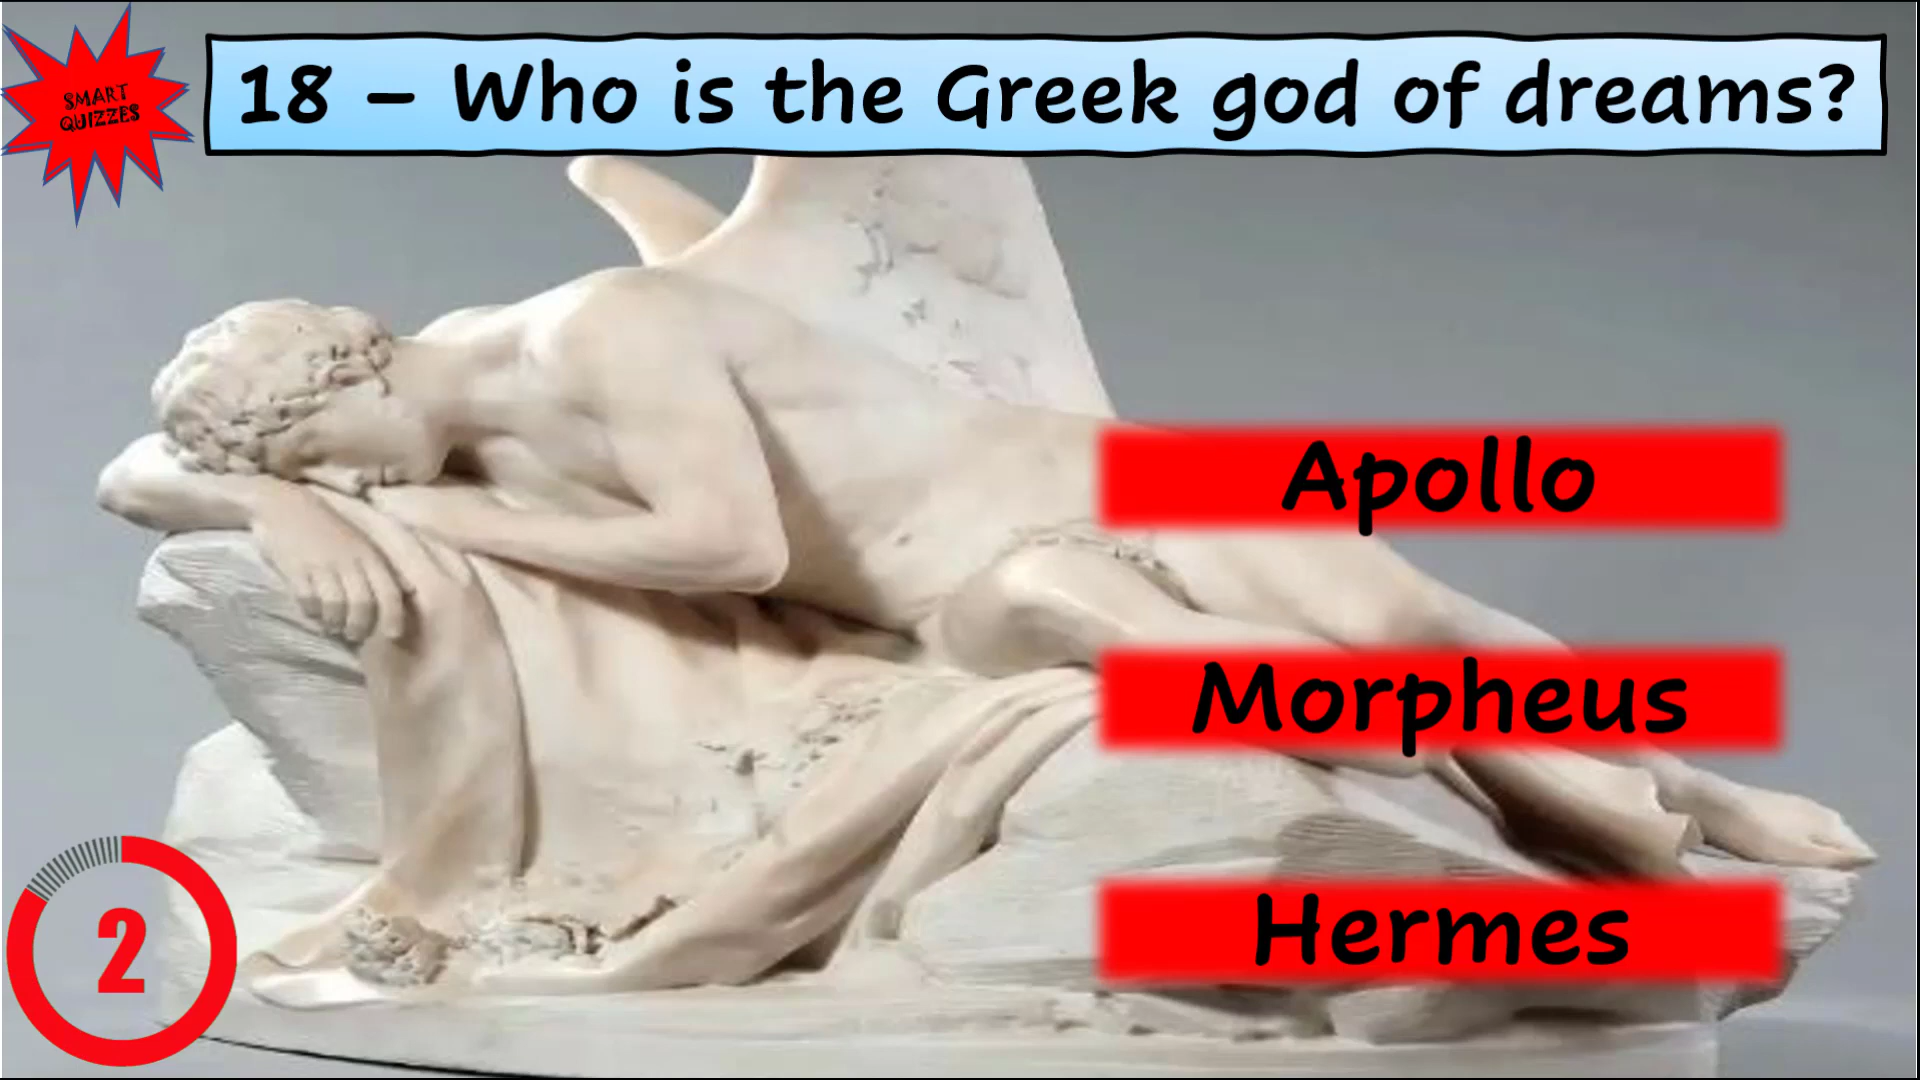 SMART
QUIZZES
18 – Who is the Greek god of dreams?
Apollo
Morpheus
Hermes
2